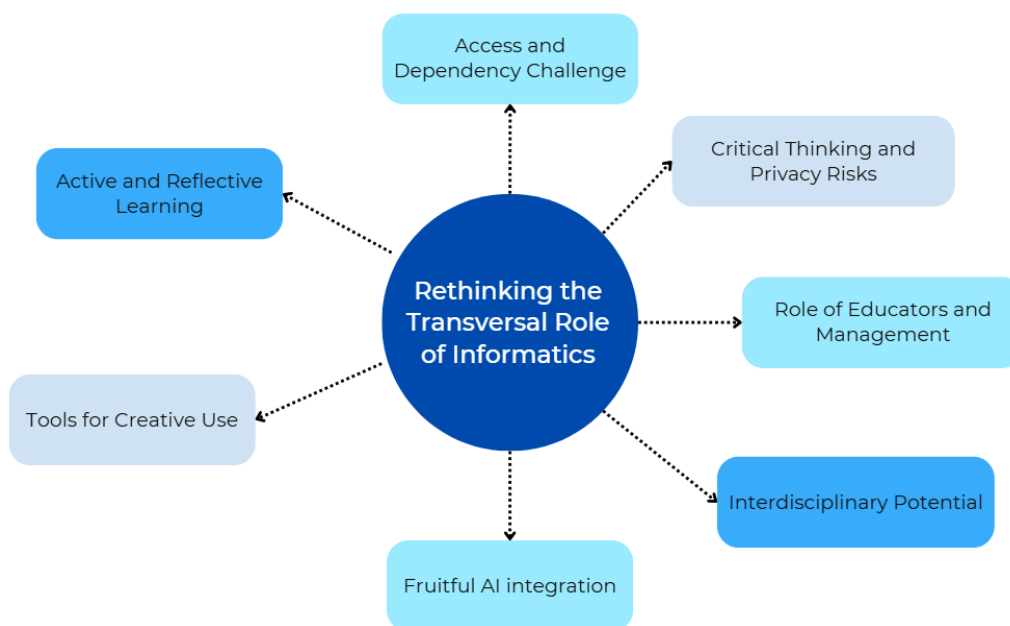 Access and
Dependency Challenge
Critical Thinking and
Privacy Risks
Active and Reflective
Learning
Rethinking the
Transversal Role
of Informatics
Role of Educators and
Management
Tools for Creative Use
Interdisciplinary Potential
Fruitful AI integration